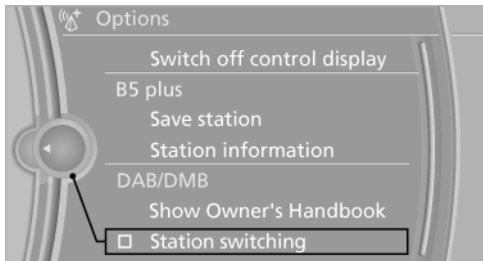 Options
Switch off control display
B5 plus
Save station
Station information
DAB/DMB
Show Owner's Handbook
Station switching